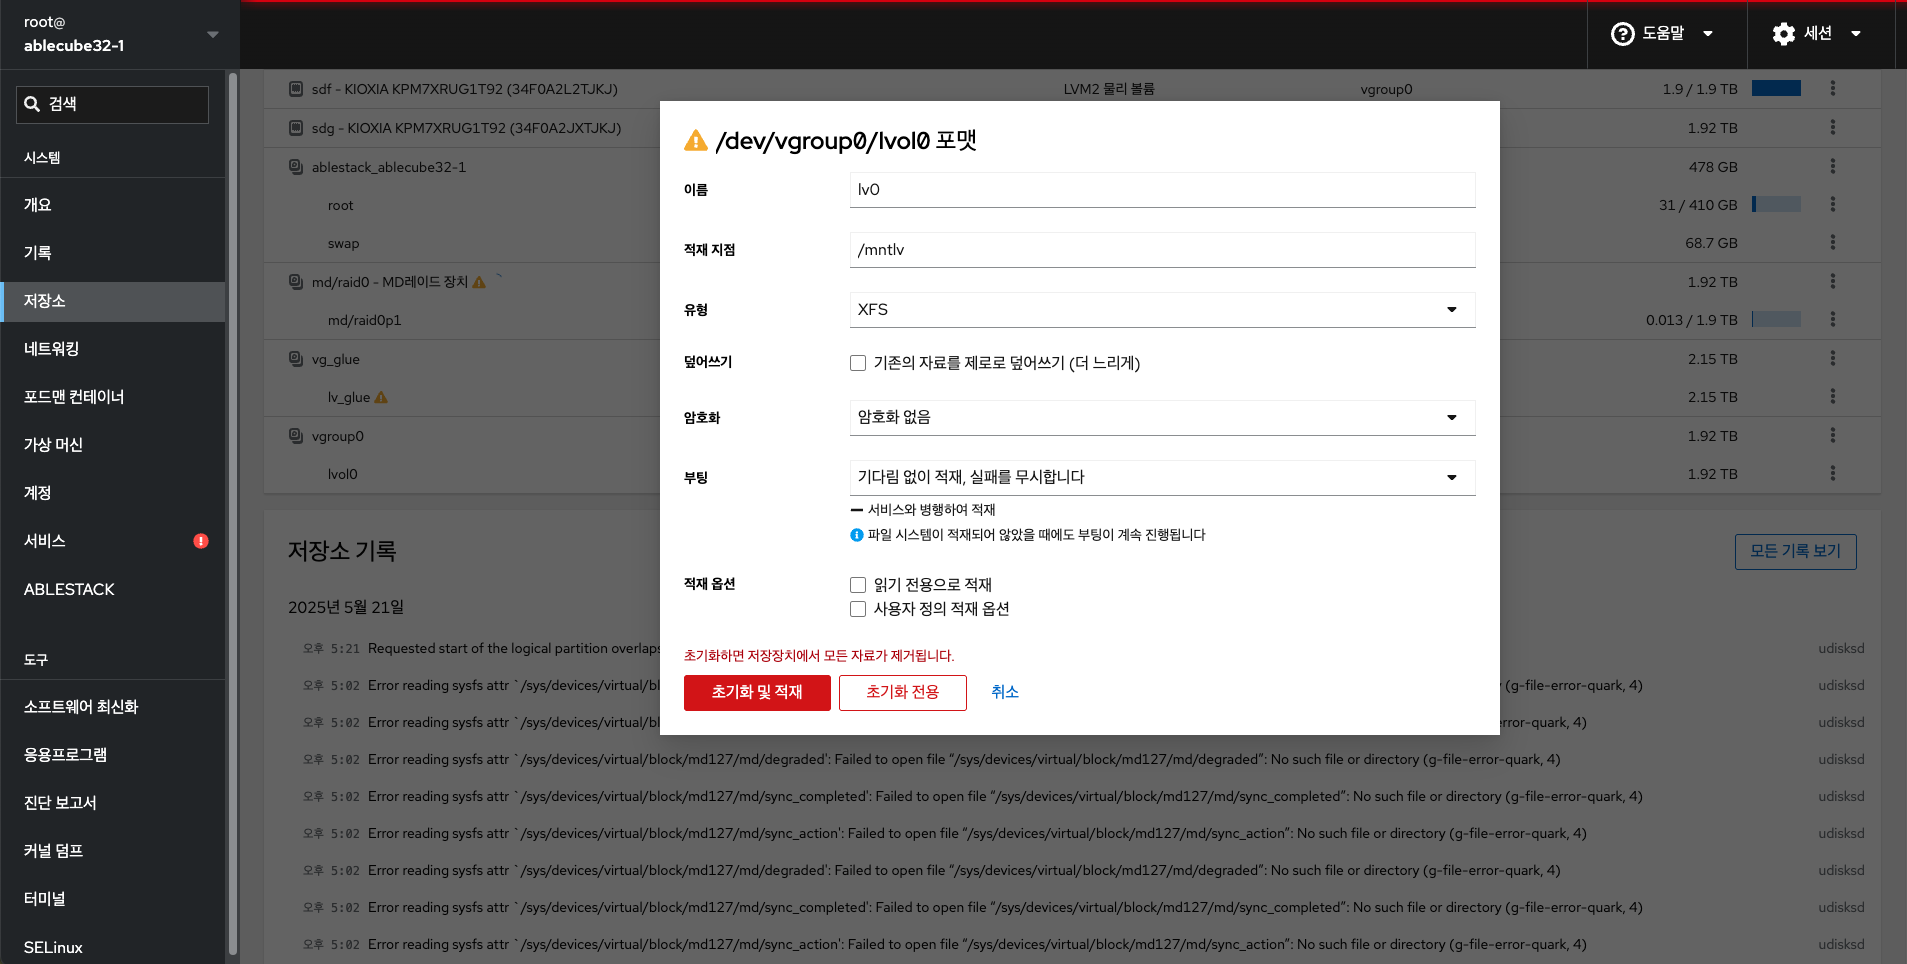 root@
ablecube32-1
도움말
세션
검색
시스템
개요
기록
저장소
네트워킹
포드맨 컨테이너
가상 머신
계정
서비스
ABLESTACK
도구
소프트웨어 최신화
응용프로그램
진단 보고서
커널 덤프
터미널
SELinux
sdf - KIOXIA KPM7XRUG1T92 (34F0A2L2TJKJ) LVM2 물리 볼륨 vgroup0 1.9 / 1.9 TB
sdg - KIOXIA KPM7XRUG1T92 (34F0A2JXTJKJ) 1.92 TB
ablestack_ablecube32-1 478 GB
root 31 / 410 GB
swap 68.7 GB
md/raid0 - MD레이드 장치 1.92 TB
md/raid0p1 0.013 / 1.9 TB
vg_glue 2.15 TB
lv_glue 2.15 TB
vgroup0 1.92 TB
lvol0 1.92 TB
/dev/vgroup0/lvol0 포맷
이름 lv0
적재 지점 /mntlv
유형 XFS
덮어쓰기 기존의 자료를 제로로 덮어쓰기 (더 느리게)
암호화 암호화 없음
부팅 기다림 없이 적재, 실패를 무시합니다
서비스와 병행하여 적재
파일 시스템이 적재되어 않았을 때에도 부팅이 계속 진행됩니다
적재 옵션 읽기 전용으로 적재
사용자 정의 적재 옵션
초기화하면 저장장치에서 모든 자료가 제거됩니다.
초기화 및 적재 초기화 전용 취소
저장소 기록 모든 기록 보기
2025년 5월 21일
오후 5:21 Requested start of the logical partition overlaps udisksd
오후 5:02 Error reading sysfs attr `/sys/devices/virtual/bl (g-file-error-quark, 4) udisksd
오후 5:02 Error reading sysfs attr `/sys/devices/virtual/bl rror-quark, 4) udisksd
오후 5:02 Error reading sysfs attr `/sys/devices/virtual/block/md127/md/degraded': Failed to open file “/sys/devices/virtual/block/md127/md/degraded”: No such file or directory (g-file-error-quark, 4) udisksd
오후 5:02 Error reading sysfs attr `/sys/devices/virtual/block/md127/md/sync_completed': Failed to open file “/sys/devices/virtual/block/md127/md/sync_completed”: No such file or directory (g-file-error-quark, 4) udisksd
오후 5:02 Error reading sysfs attr `/sys/devices/virtual/block/md127/md/sync_action': Failed to open file “/sys/devices/virtual/block/md127/md/sync_action”: No such file or directory (g-file-error-quark, 4) udisksd
오후 5:02 Error reading sysfs attr `/sys/devices/virtual/block/md127/md/degraded': Failed to open file “/sys/devices/virtual/block/md127/md/degraded”: No such file or directory (g-file-error-quark, 4) udisksd
오후 5:02 Error reading sysfs attr `/sys/devices/virtual/block/md127/md/sync_completed': Failed to open file “/sys/devices/virtual/block/md127/md/sync_completed”: No such file or directory (g-file-error-quark, 4) udisksd
오후 5:02 Error reading sysfs attr `/sys/devices/virtual/block/md127/md/sync_action': Failed to open file “/sys/devices/virtual/block/md127/md/sync_action”: No such file or directory (g-file-error-quark, 4) udisksd